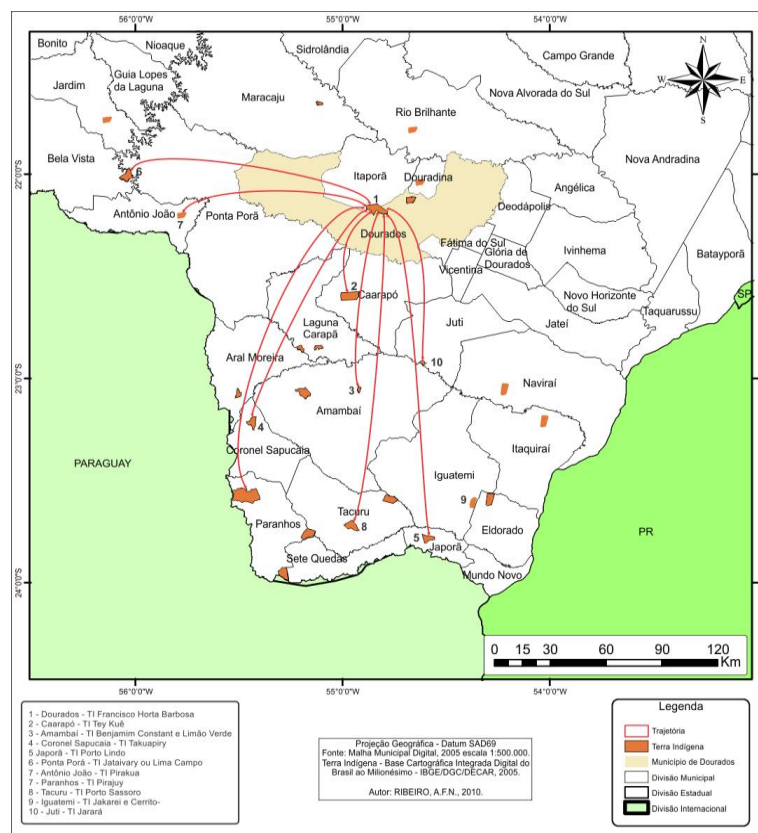 56°0'0"W
55°0'0"W
54°0'0"W
Bonito
Nioaque
Sidrolândia
Campo Grande
N
W
E
S
Jardim
Guia Lopes
da Laguna
Maracaju
Nova Alvorada do Sul
Rio Brilhante
Bela Vista
Nova Andradina
22°0'0"S
22°0'0"S
6
Itaporã
Douradina
Angélica
1
Deodápolis
Antônio João
7
Ponta Porã
Dourados
Fátima do Sul
Glória de
Dourados
Ivinhema
Batayporã
Vicentina
2
Caarapó
Novo Horizonte
do Sul
SP
Taquarussu
Laguna
Carapã
Juti
Jateí
Aral Moreira
10
21°0'0"S
21°0'0"S
3
Naviraí
Amambaí
4
Coronel Sapucaia
Itaquiraí
PARAGUAY
Iguatemi
9
Tacuru
8
Paranhos
Eldorado
PR
5
Japorã
Sete Quedas
Mundo Novo
24°0'0"S
24°0'0"S
0 15 30 60 90 120
Km
56°0'0"W
55°0'0"W
54°0'0"W
1 - Dourados - TI Francisco Horta Barbosa
2 - Caarapó - TI Tey Kuê
3 - Amambaí - TI Benjamim Constant e Limão Verde
4 - Coronel Sapucaia - TI Takuapiry
5 Japorã - TI Porto Lindo
6 - Ponta Porã - TI Jataivary ou Lima Campo
7 - Antônio João - TI Pirakua
7 - Paranhos - TI Pirajuy
8 - Tacuru - TI Porto Sassoro
9 - Iguatemi - TI Jakarei e Cerrito-
10 - Juti - TI Jarará
Projeção Geográfica - Datum SAD69
Fonte: Malha Municipal Digital, 2005 escala 1:500.000.
Terra Indígena - Base Cartográfica Integrada Digital do
Brasil ao Milionésimo - IBGE/DGC/DECAR, 2005.
Autor: RIBEIRO, A.F.N., 2010.
Legenda
Trajetória
Terra Indígena
Município de Dourados
Divisão Municipal
Divisão Estadual
Divisão Internacional